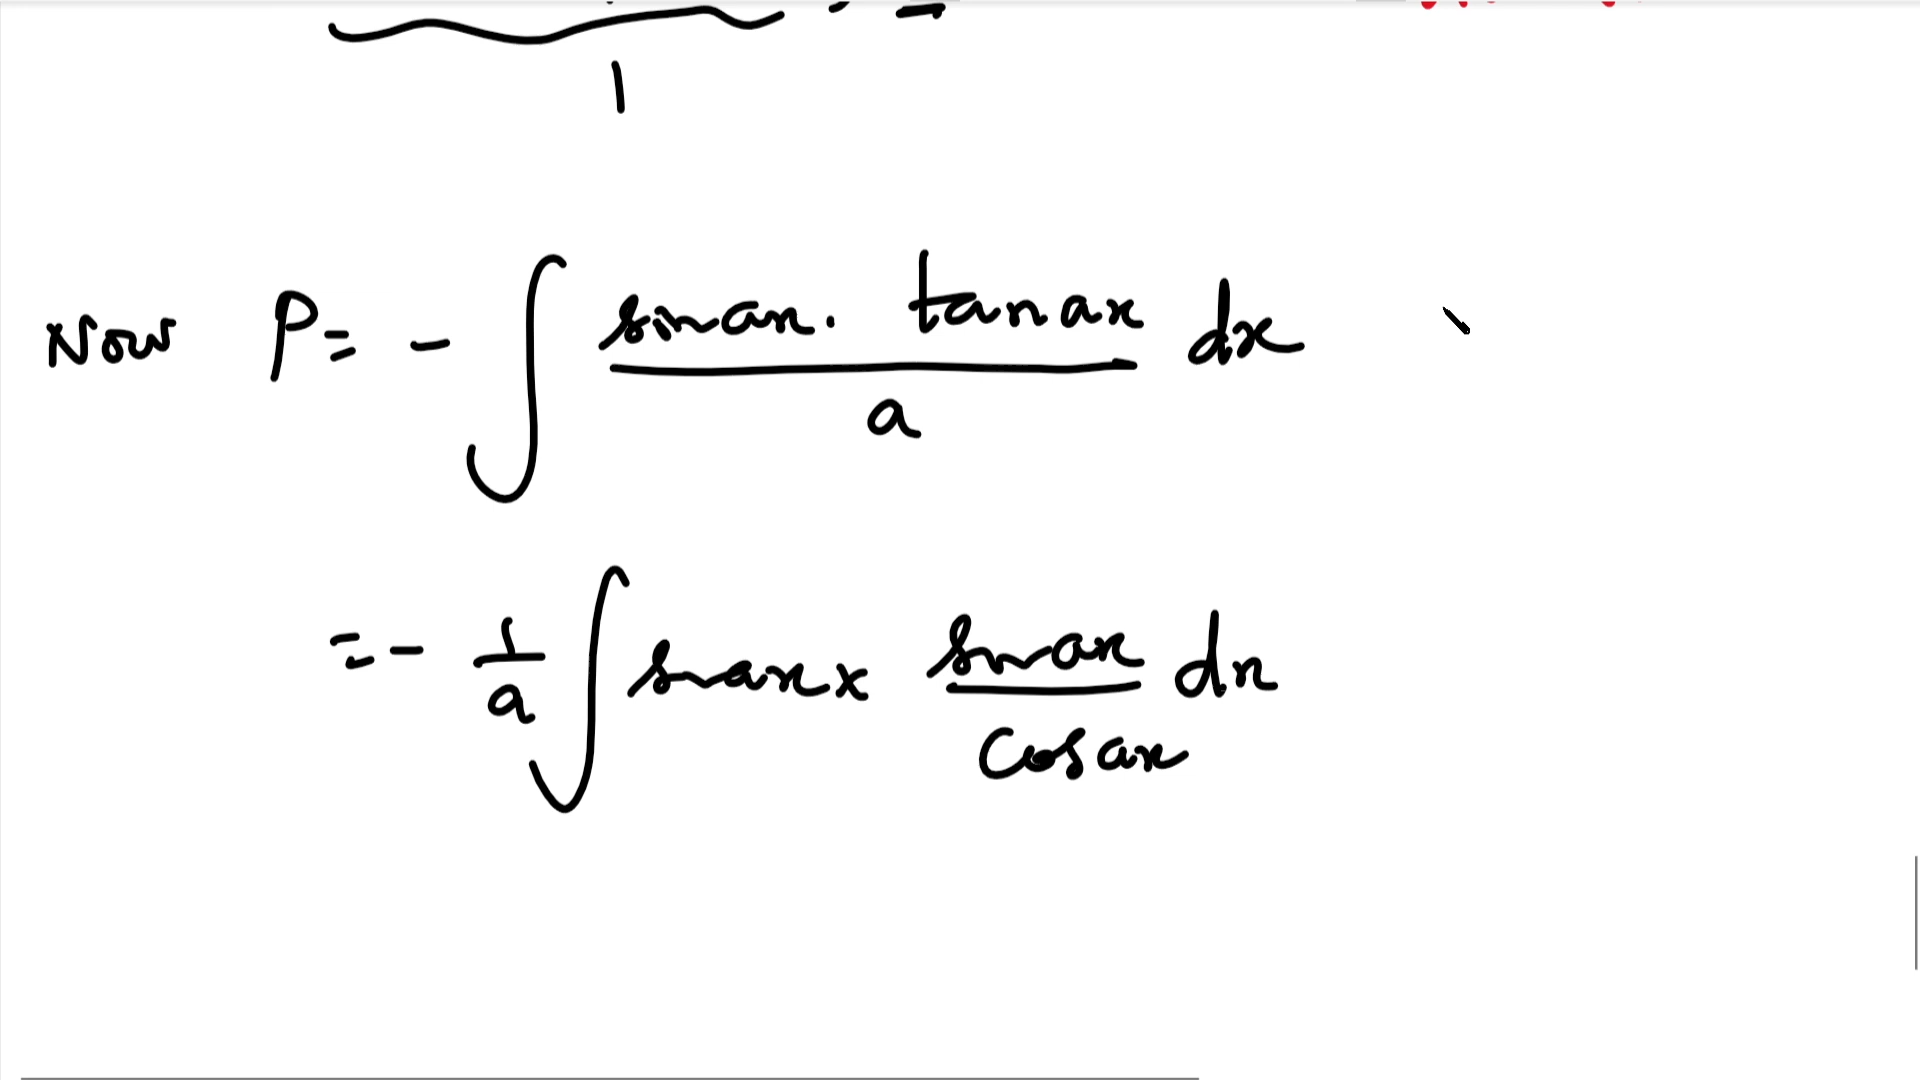 1
Now P = - ∫ (sin ax . tan ax)/a dx
= - 1/a ∫ sin ax x (sin ax)/(cos ax) dx